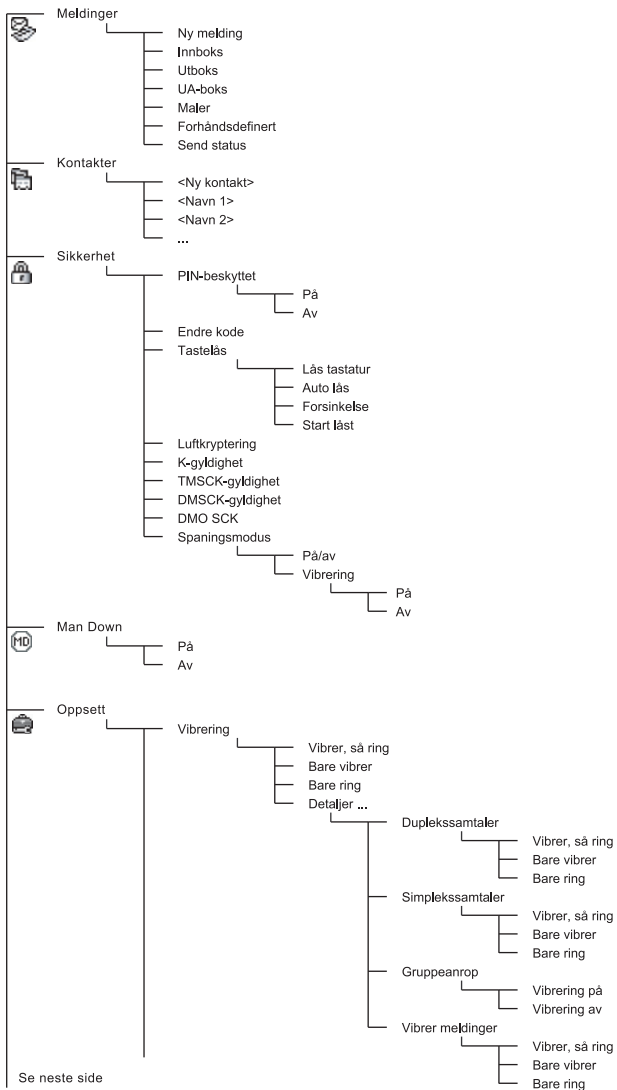 Meldinger
Ny melding
Innboks
Utboks
UA-boks
Maler
Forhåndsdefinert
Send status
Kontakter
<Ny kontakt>
<Navn 1>
<Navn 2>
...
Sikkerhet
PIN-beskyttet
På
Av
Endre kode
Tastelås
Lås tastatur
Auto lås
Forsinkelse
Start låst
Luftkryptering
K-gyldighet
TMSCK-gyldighet
DMSCK-gyldighet
DMO SCK
Spaningsmodus
På/av
Vibrering
På
Av
Man Down
MD
På
Av
Oppsett
Vibrering
Vibrer, så ring
Bare vibrer
Bare ring
Detaljer ...
Duplekssamtaler
Vibrer, så ring
Bare vibrer
Bare ring
Simplekssamtaler
Vibrer, så ring
Bare vibrer
Bare ring
Gruppeanrop
Vibrering på
Vibrering av
Vibrer meldinger
Vibrer, så ring
Bare vibrer
Bare ring
Se neste side